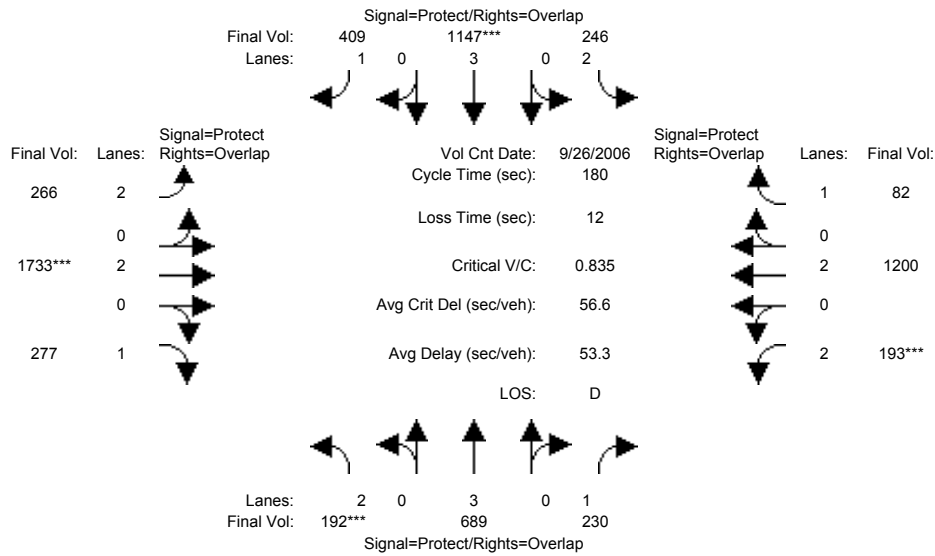 Signal=Protect/Rights=Overlap
Final Vol: 409 1147*** 246
Lanes: 1 0 3 0 2
Signal=Protect
Final Vol: Lanes: Rights=Overlap
Vol Cnt Date: 9/26/2006
Signal=Protect
Rights=Overlap Lanes: Final Vol:
Cycle Time (sec): 180
266 2
1 82
Loss Time (sec): 12
0
0
1733*** 2
Critical V/C: 0.835
2 1200
0
Avg Crit Del (sec/veh): 56.6
0
277 1
Avg Delay (sec/veh): 53.3
2 193***
LOS: D
Lanes: 2 0 3 0 1
Final Vol: 192*** 689 230
Signal=Protect/Rights=Overlap